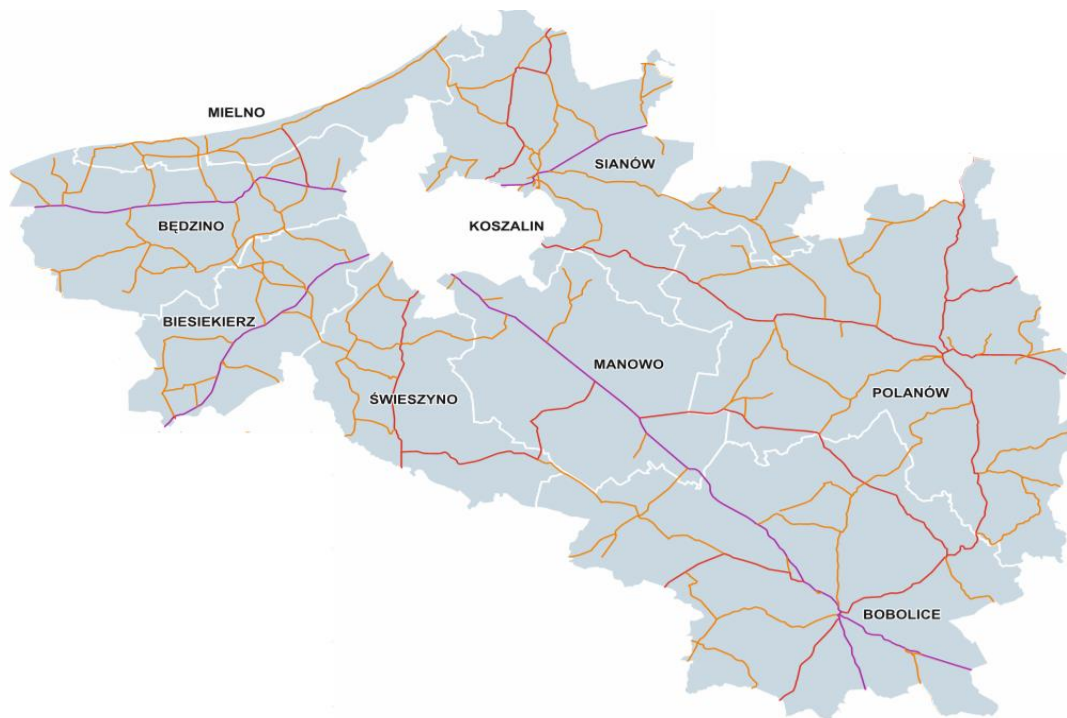 MIELNO
SIANÓW
BĘDZINO
KOSZALIN
BIESIEKIERZ
MANOWO
ŚWIESZYNO
POLANÓW
BOBOLICE